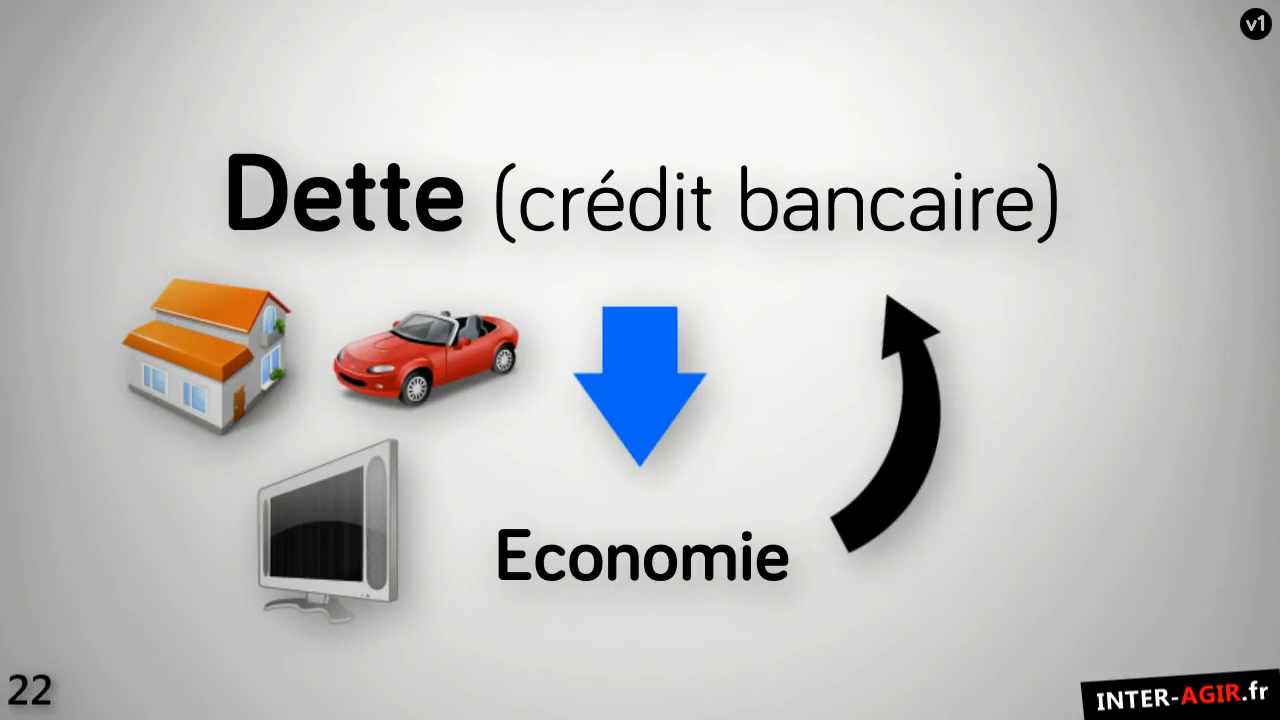 v1
Dette (crédit bancaire)
Economie
22
INTER-AGIR.fr